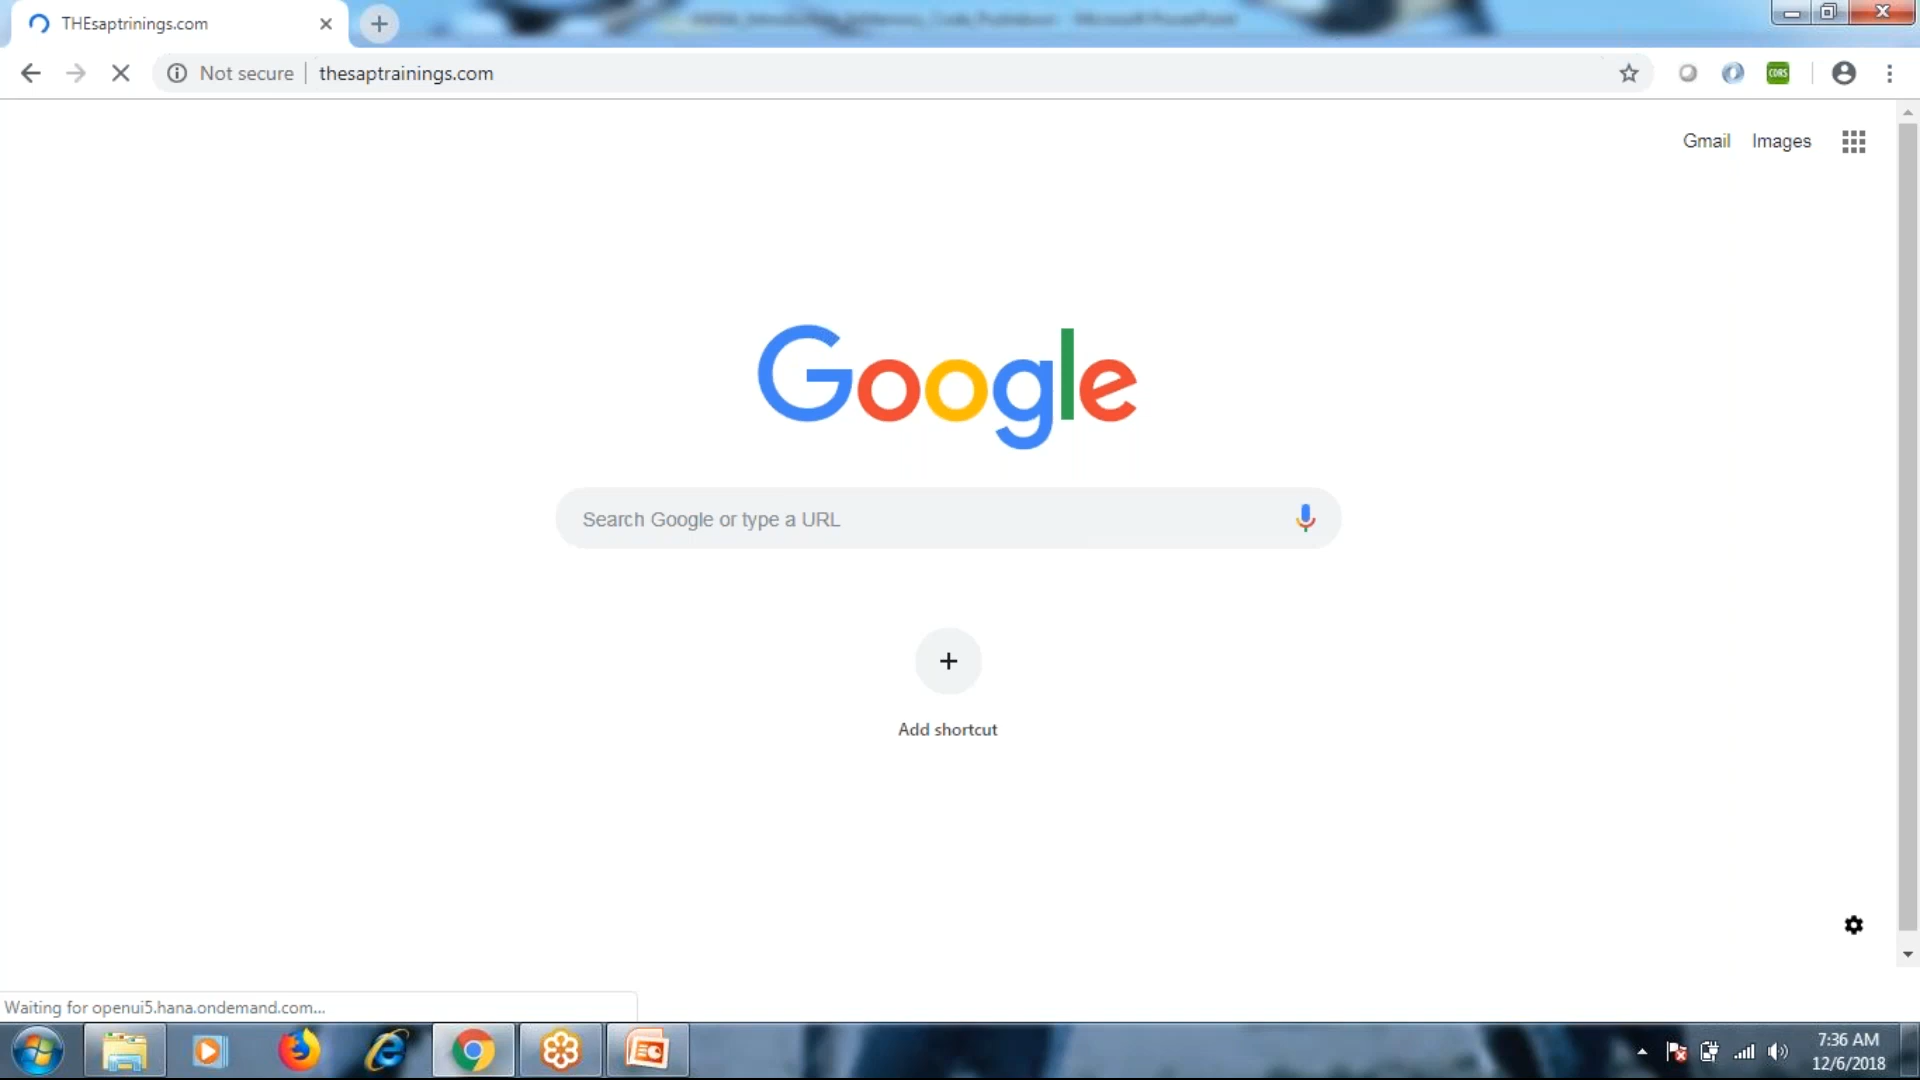 THEsaptrinings.com
Not secure
thesaptrainings.com
CORS
Gmail
Images
Google
Search Google or type a URL
Add shortcut
Waiting for openui5.hana.ondemand.com...
7:36 AM
12/6/2018